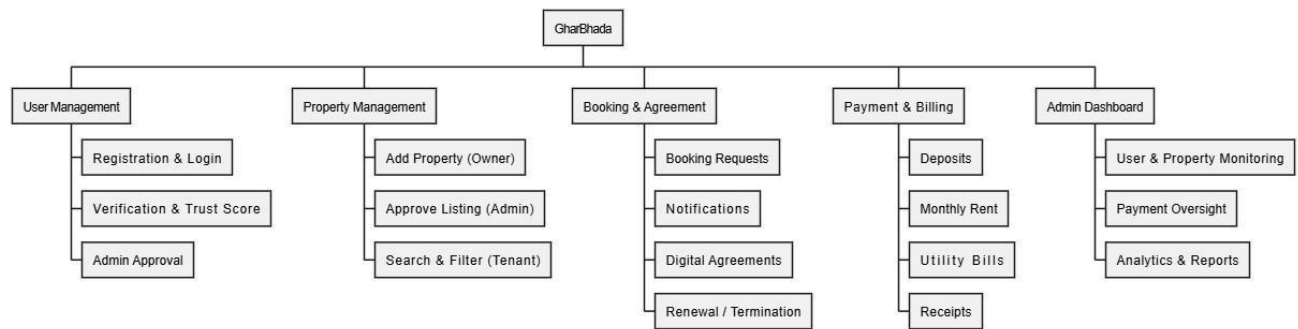 GharBhada
User Management
Property Management
Booking & Agreement
Payment & Billing
Admin Dashboard
Registration & Login
Add Property (Owner)
Booking Requests
Deposits
User & Property Monitoring
Verification & Trust Score
Approve Listing (Admin)
Notifications
Monthly Rent
Payment Oversight
Admin Approval
Search & Filter (Tenant)
Digital Agreements
Utility Bills
Analytics & Reports
Renewal / Termination
Receipts